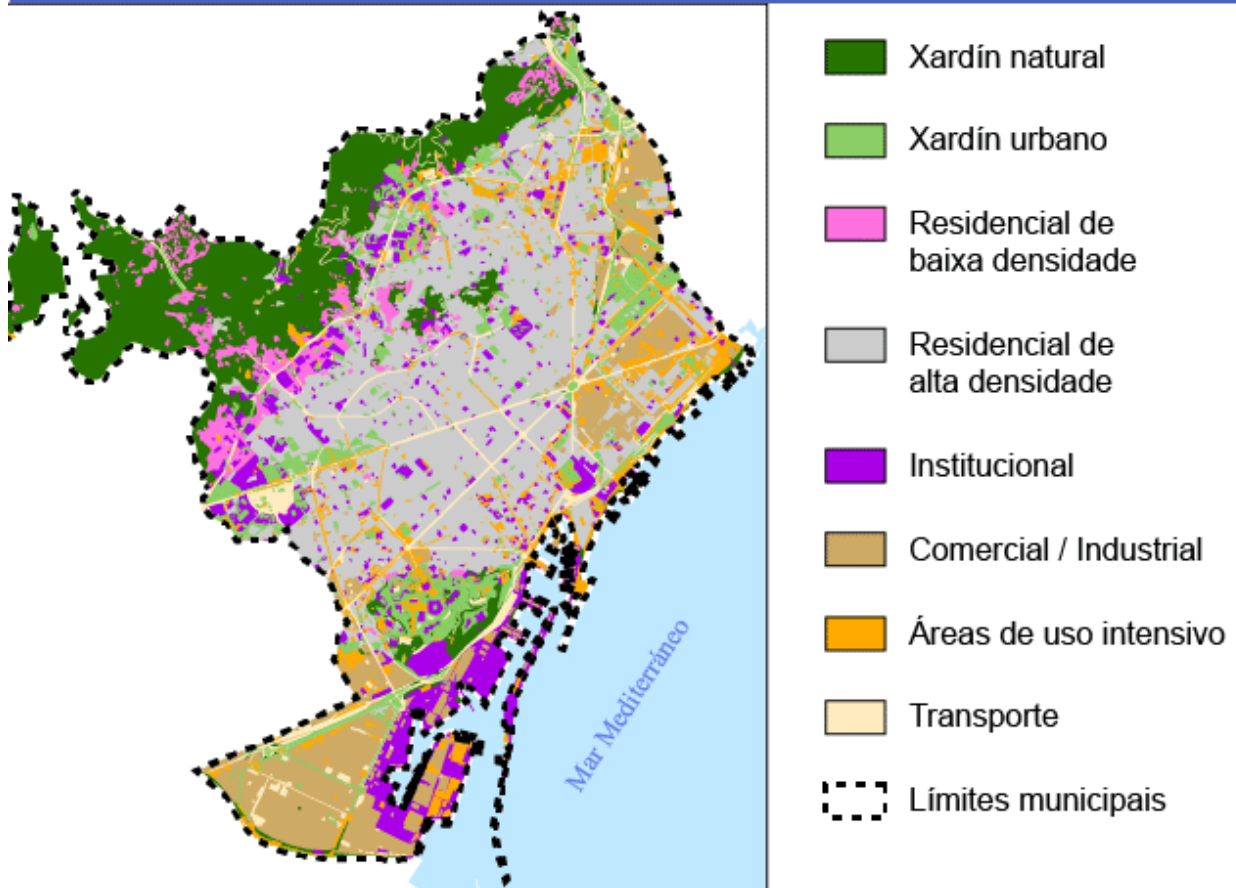 Xardín natural
Xardín urbano
Residencial de
baixa densidade
Residencial de
alta densidade
Institucional
Comercial / Industrial
Áreas de uso intensivo
Transporte
Límites municipais
Mar Mediterráneo